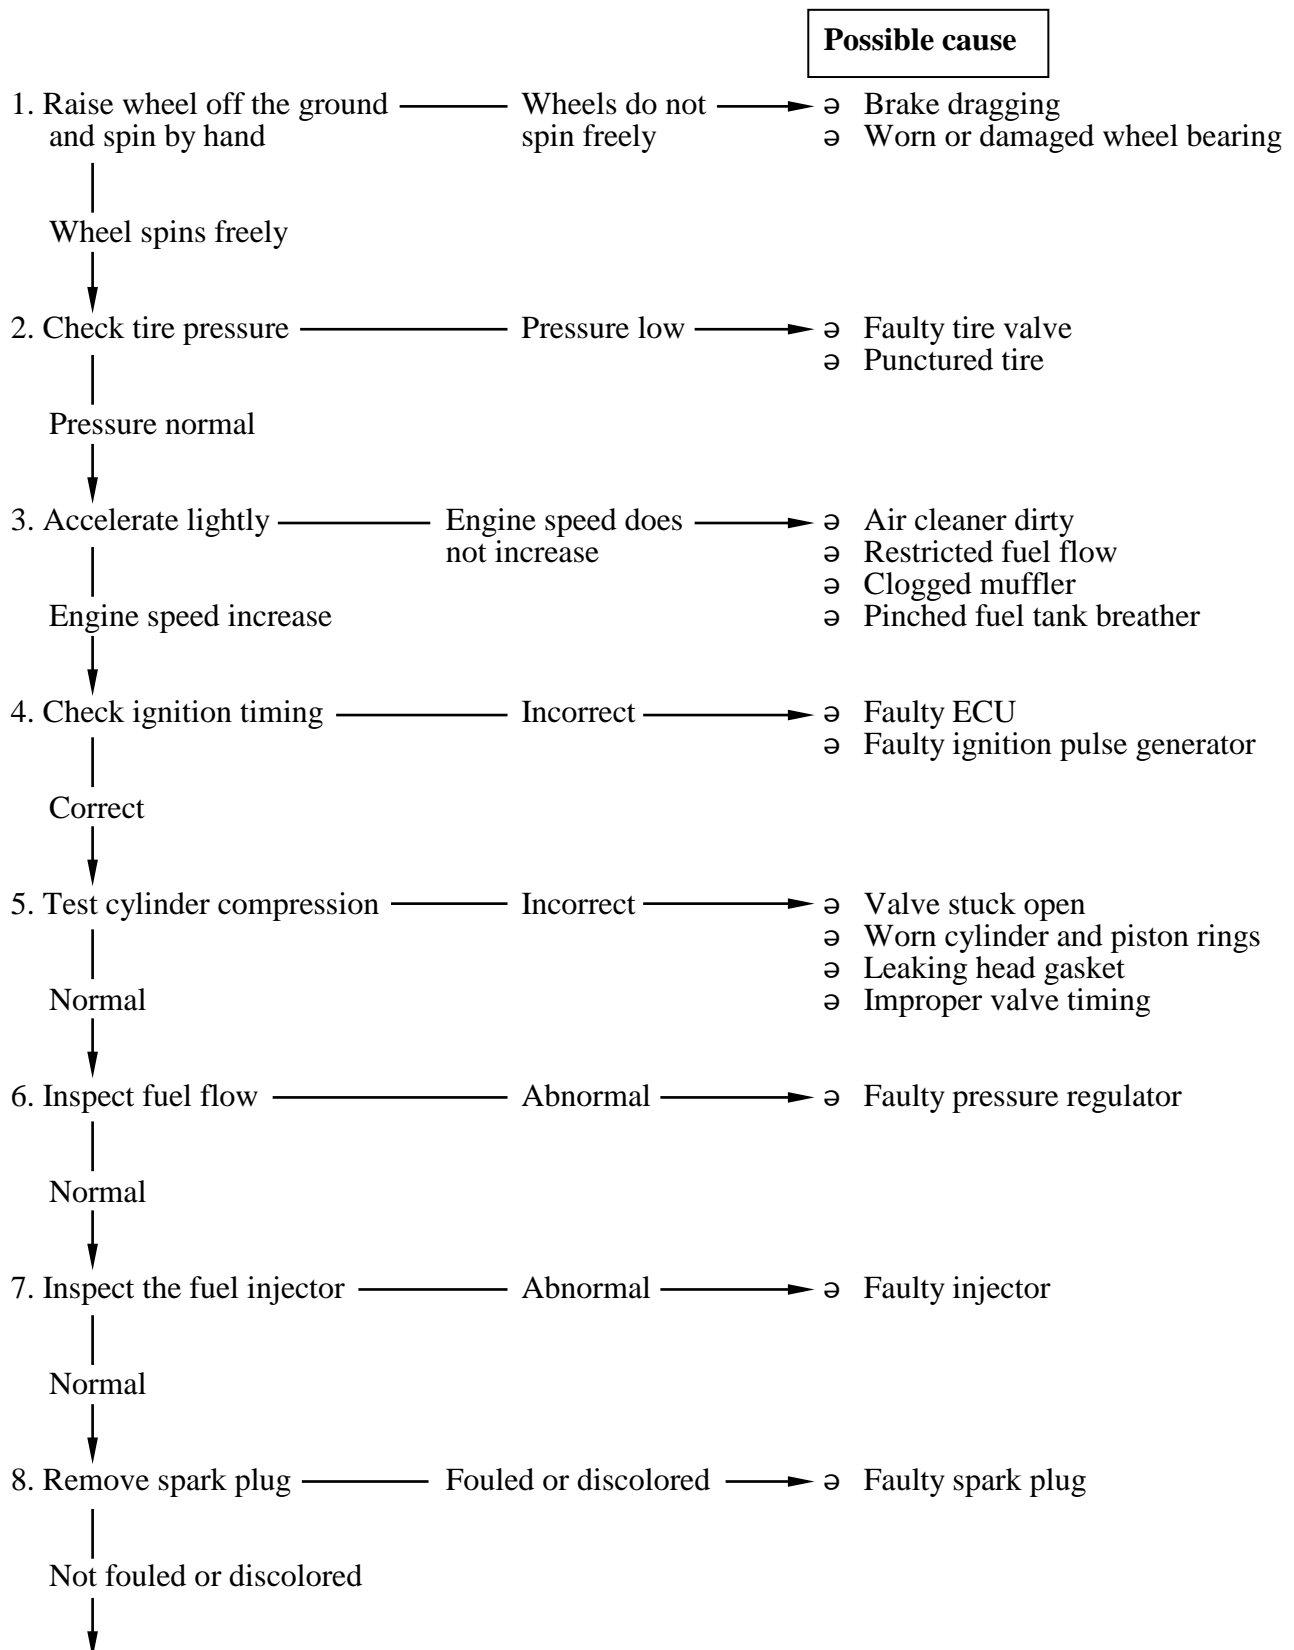 Possible cause
1. Raise wheel off the ground Wheels do not ə Brake dragging
and spin by hand spin freely ə Worn or damaged wheel bearing
Wheel spins freely
2. Check tire pressure Pressure low ə Faulty tire valve
ə Punctured tire
Pressure normal
3. Accelerate lightly Engine speed does ə Air cleaner dirty
not increase ə Restricted fuel flow
ə Clogged muffler
Engine speed increase ə Pinched fuel tank breather
4. Check ignition timing Incorrect ə Faulty ECU
ə Faulty ignition pulse generator
Correct
5. Test cylinder compression Incorrect ə Valve stuck open
ə Worn cylinder and piston rings
ə Leaking head gasket
Normal ə Improper valve timing
6. Inspect fuel flow Abnormal ə Faulty pressure regulator
Normal
7. Inspect the fuel injector Abnormal ə Faulty injector
Normal
8. Remove spark plug Fouled or discolored ə Faulty spark plug
Not fouled or discolored